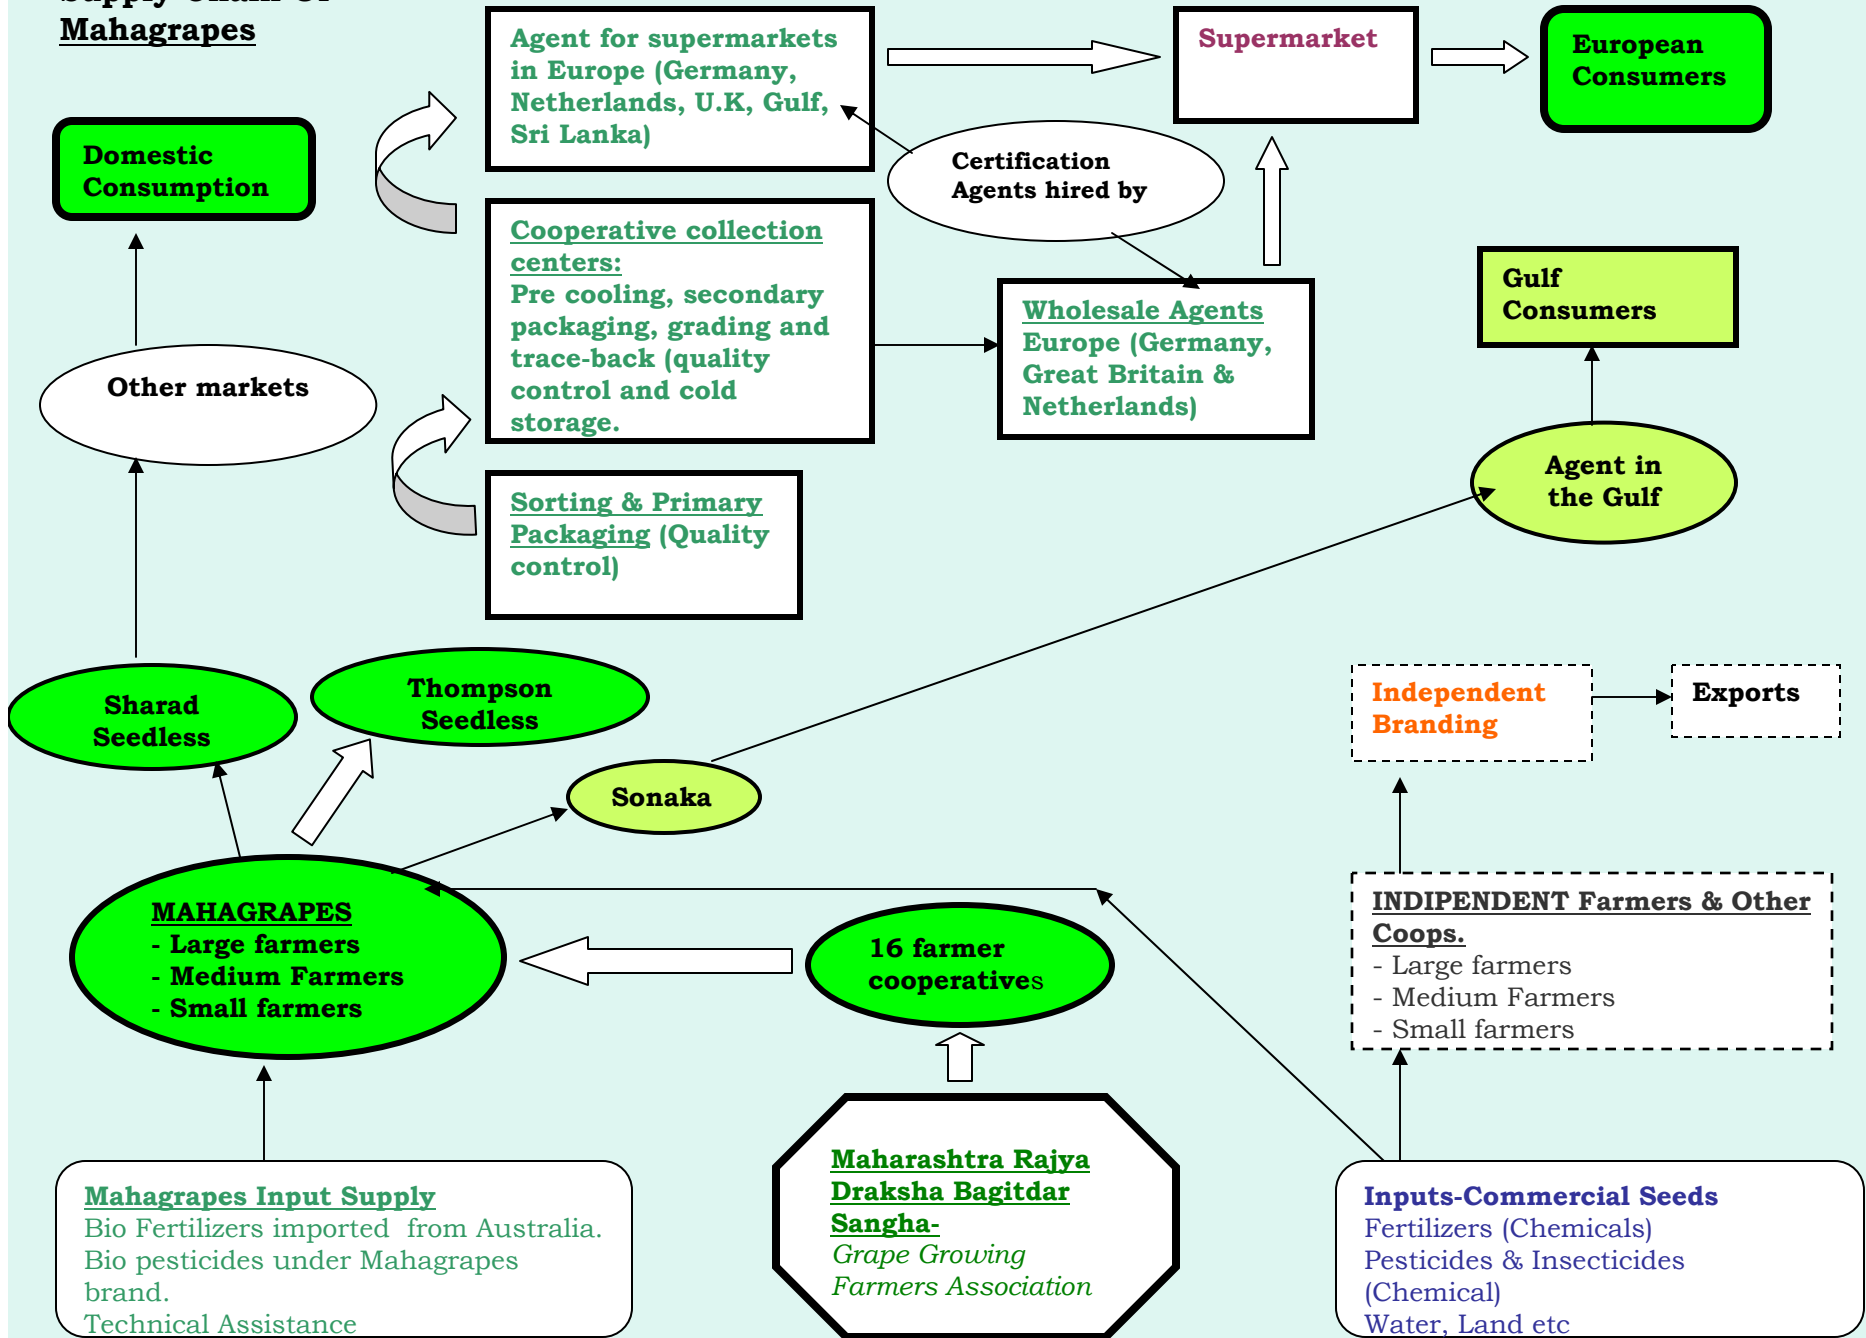 Supply Chain Of
Mahagrapes
Agent for supermarkets
in Europe (Germany,
Netherlands, U.K, Gulf,
Sri Lanka)
Supermarket
European
Consumers
Domestic
Consumption
Certification
Agents hired by
Cooperative collection
centers:
Pre cooling, secondary
packaging, grading and
trace-back (quality
control and cold
storage.
Wholesale Agents
Europe (Germany,
Great Britain &
Netherlands)
Gulf
Consumers
Other markets
Agent in
the Gulf
Sorting & Primary
Packaging (Quality
control)
Sharad
Seedless
Thompson
Seedless
Sonaka
Independent
Branding
Exports
MAHAGRAPES
- Large farmers
- Medium Farmers
- Small farmers
16 farmer
cooperatives
INDIPENDENT Farmers & Other
Coops.
- Large farmers
- Medium Farmers
- Small farmers
Mahagrapes Input Supply
Bio Fertilizers imported from Australia.
Bio pesticides under Mahagrapes
brand.
Technical Assistance
Maharashtra Rajya
Draksha Bagitdar
Sangha-
Grape Growing
Farmers Association
Inputs-Commercial Seeds
Fertilizers (Chemicals)
Pesticides & Insecticides
(Chemical)
Water, Land etc